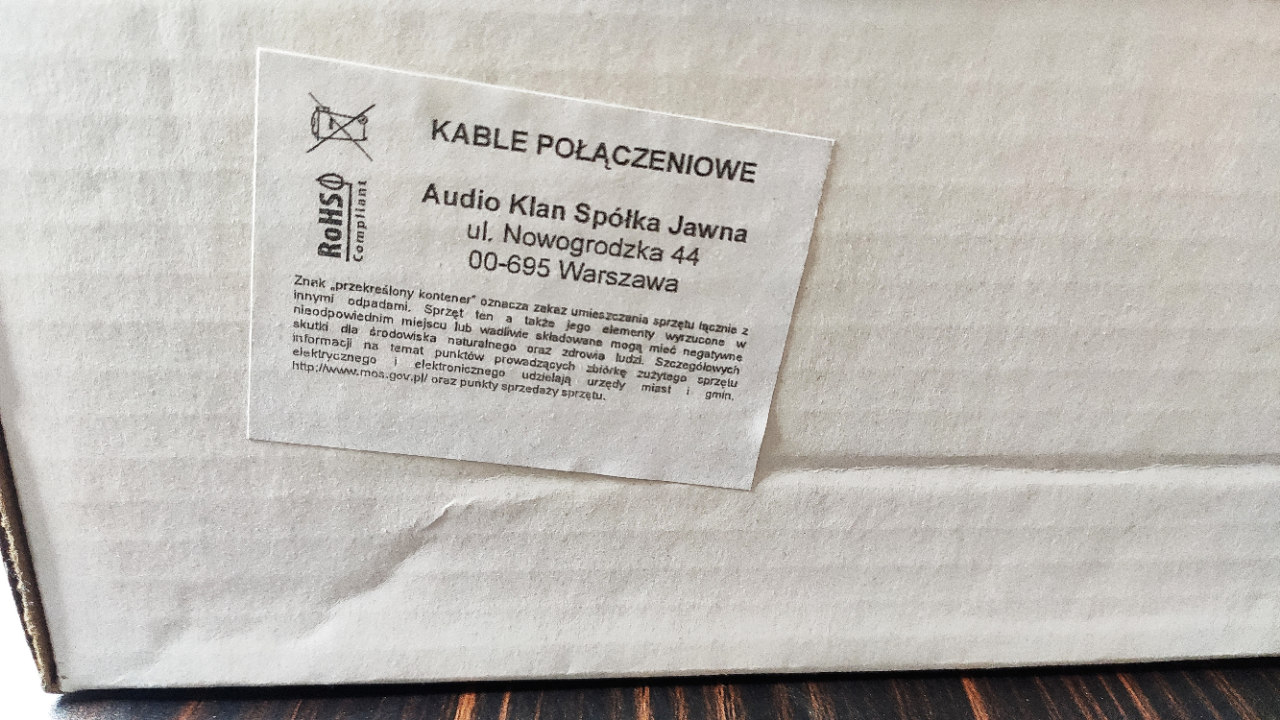 KABLE POŁĄCZENIOWE
RoHS
Compliant
Audio Klan Spółka Jawna
ul. Nowogrodzka 44
00-695 Warszawa
Znak „przekreślony kontener" oznacza zakaz umieszczania sprzętu łącznie z
innymi odpadami. Sprzęt ten a także jego elementy wyrzucone w
nieodpowiednim miejscu lub wadliwie składowane mogą mieć negatywne
skutki dla środowiska naturalnego oraz zdrowia ludzi. Szczegółowych
informacji na temat punktów prowadzących zbiórkę zużytego sprzętu
elektrycznego i elektronicznego udzielają urzędy miast i gmin,
http://www.mos.gov.pl/ oraz punkty sprzedaży sprzętu.